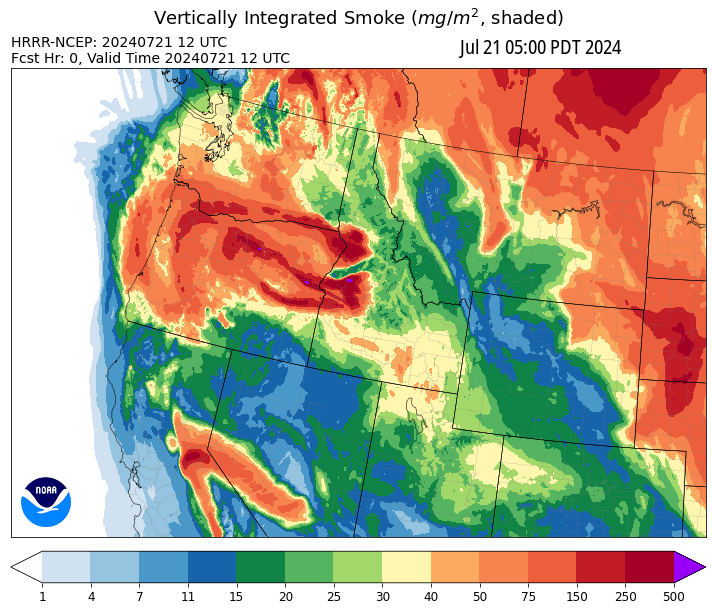 Vertically Integrated Smoke (mg/m², shaded)
HRRR-NCEP: 20240721 12 UTC
Fcst Hr: 0, Valid Time 20240721 12 UTC
Jul 21 05:00 PDT 2024
NOAA
1 4 7 11 15 20 25 30 40 50 75 150 250 500